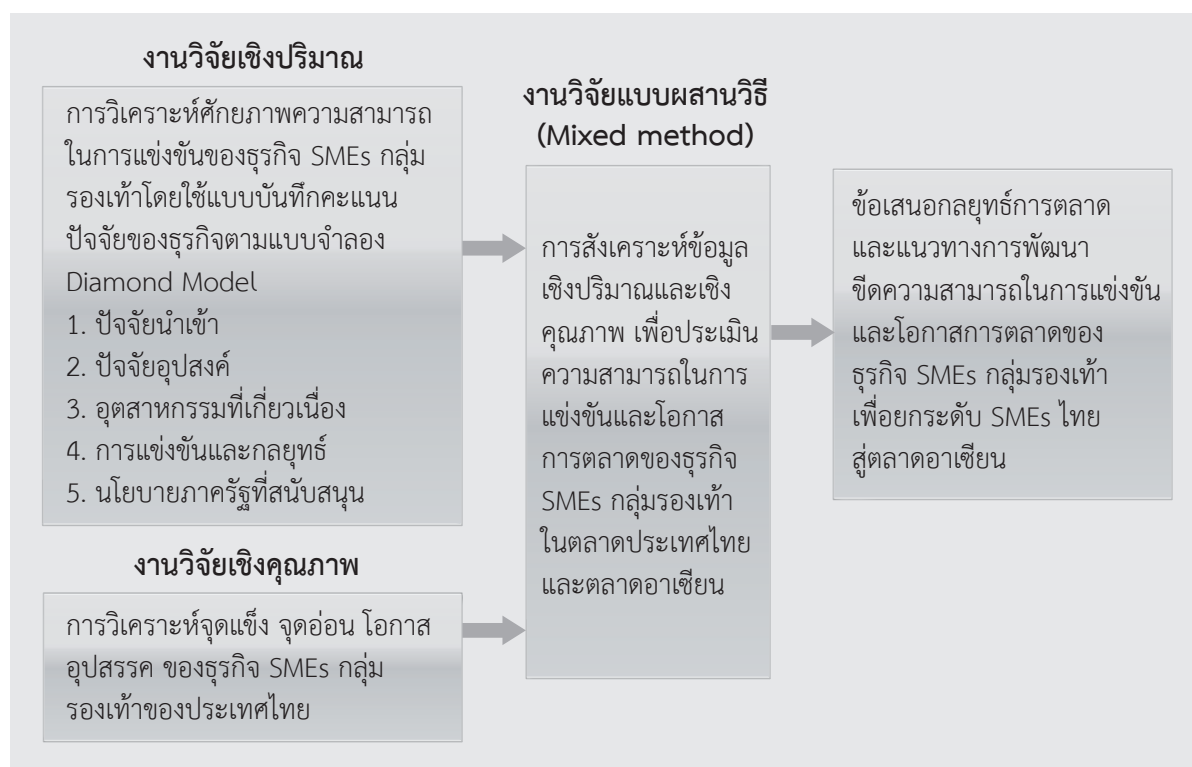 งานวิจัยเชิงปริมาณ
การวิเคราะห์ศักยภาพความสามารถ
ในการแข่งขันของธุรกิจ SMEs กลุ่ม
รองเท้าโดยใช้แบบบันทึกคะแนน
ปัจจัยของธุรกิจตามแบบจำลอง
Diamond Model
1. ปัจจัยนำเข้า
2. ปัจจัยอุปสงค์
3. อุตสาหกรรมที่เกี่ยวเนื่อง
4. การแข่งขันและกลยุทธ์
5. นโยบายภาครัฐที่สนับสนุน
งานวิจัยเชิงคุณภาพ
การวิเคราะห์จุดแข็ง จุดอ่อน โอกาส
อุปสรรค ของธุรกิจ SMEs กลุ่ม
รองเท้าของประเทศไทย
งานวิจัยแบบผสานวิธี
(Mixed method)
การสังเคราะห์ข้อมูล
เชิงปริมาณและเชิง
คุณภาพ เพื่อประเมิน
ความสามารถในการ
แข่งขันและโอกาส
การตลาดของธุรกิจ
SMEs กลุ่มรองเท้า
ในตลาดประเทศไทย
และตลาดอาเซียน
ข้อเสนอกลยุทธ์การตลาด
และแนวทางการพัฒนา
ขีดความสามารถในการแข่งขัน
และโอกาสการตลาดของ
ธุรกิจ SMEs กลุ่มรองเท้า
เพื่อยกระดับ SMEs ไทย
สู่ตลาดอาเซียน